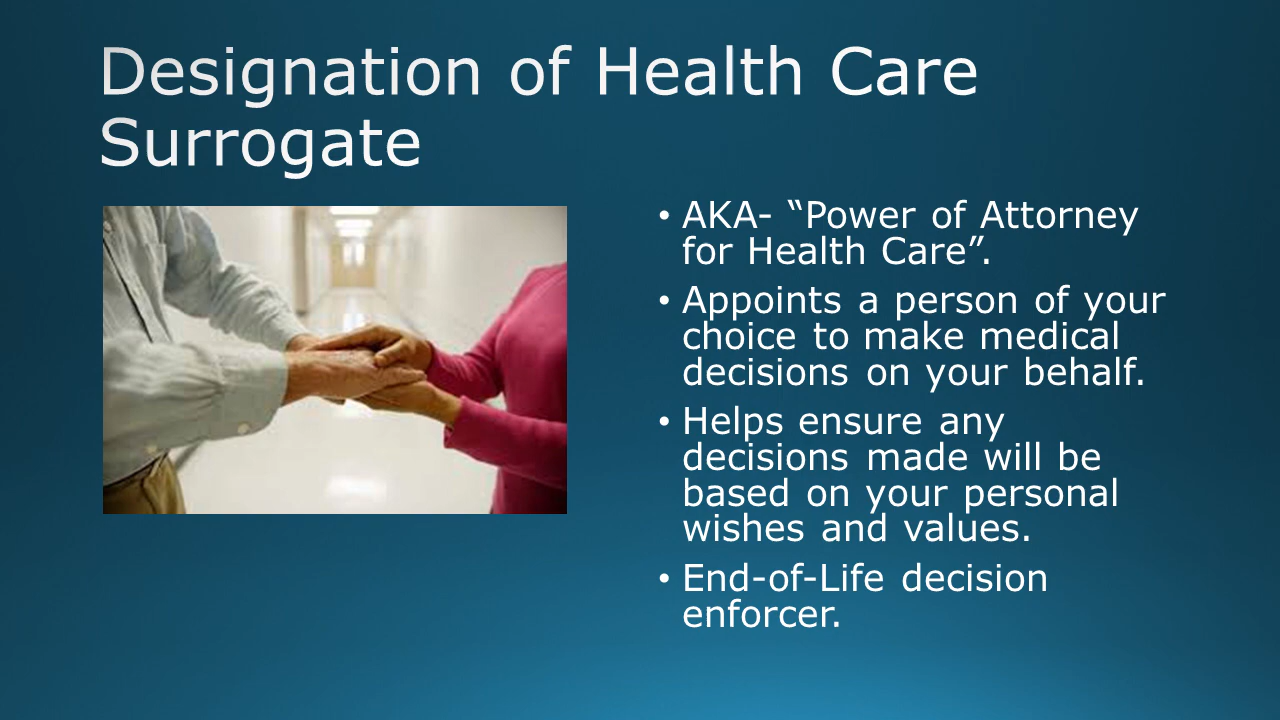 Designation of Health Care
Surrogate
• AKA- “Power of Attorney
for Health Care”.
• Appoints a person of your
choice to make medical
decisions on your behalf.
• Helps ensure any
decisions made will be
based on your personal
wishes and values.
• End-of-Life decision
enforcer.